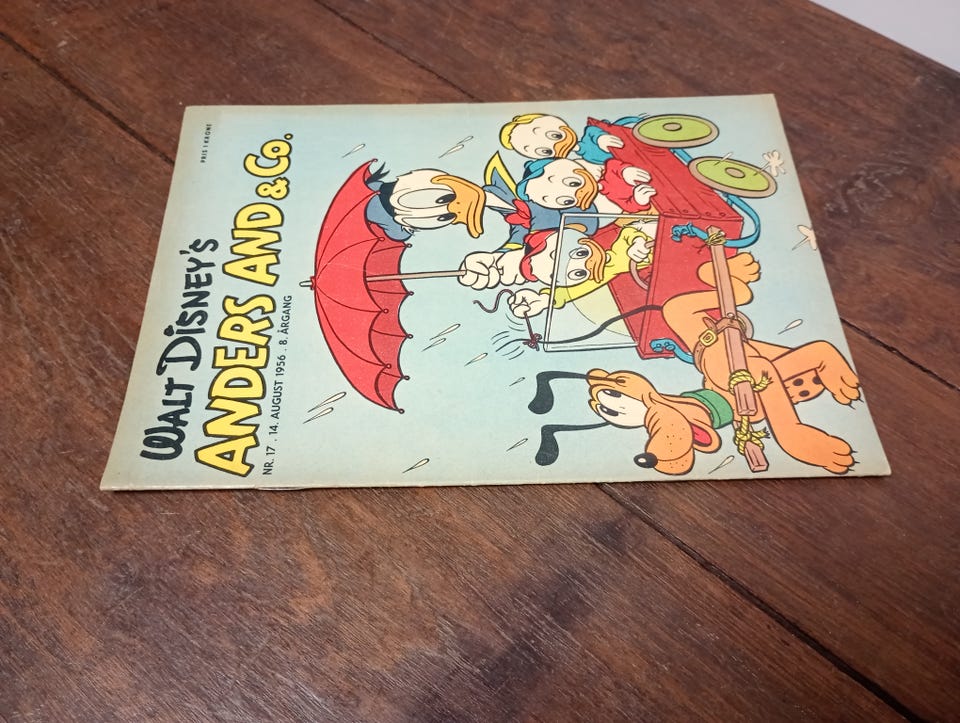 PRIS 1 KRONE
WALT DISNEY'S
ANDERS AND & Co.
NR. 17 . 14. AUGUST 1956 . 8. ÅRGANG